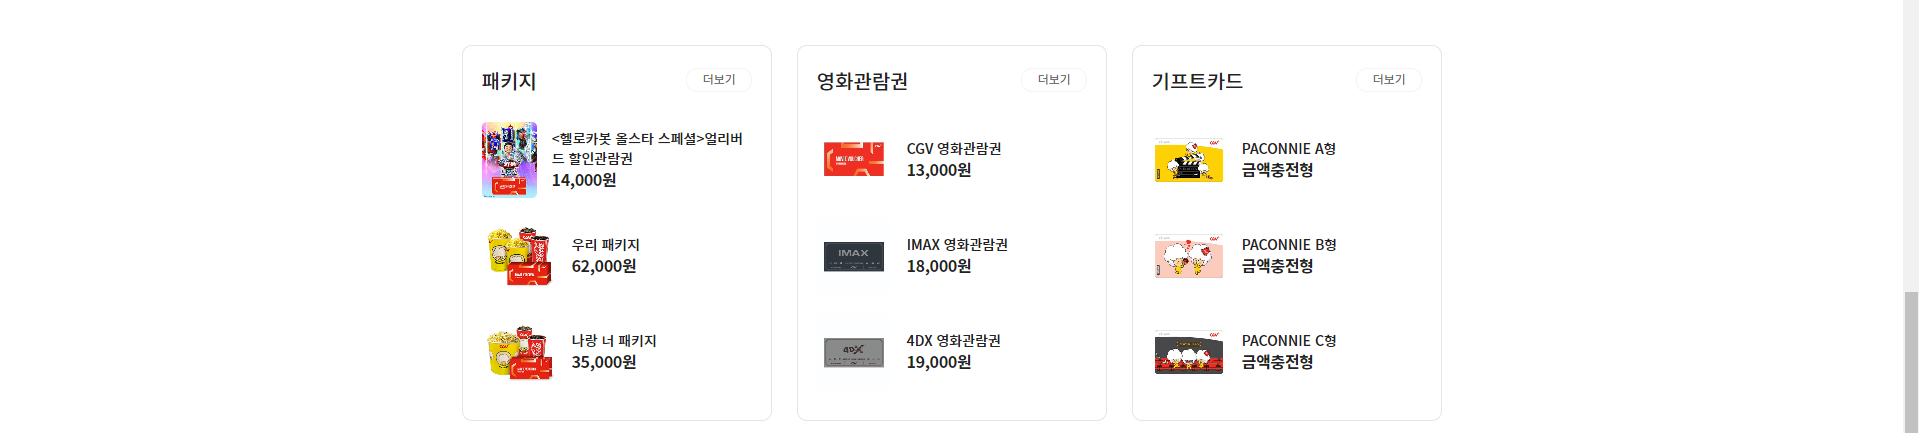 패키지
더보기
<헬로카봇 올스타 스페셜>얼리버
드 할인관람권
14,000원
우리 패키지
62,000원
나랑 너 패키지
35,000원
영화관람권
더보기
CGV 영화관람권
13,000원
IMAX
IMAX 영화관람권
18,000원
4DX
4DX 영화관람권
19,000원
기프트카드
더보기
CGV
PACONNIE A형
금액충전형
PACONNIE B형
금액충전형
CGV
PACONNIE C형
금액충전형